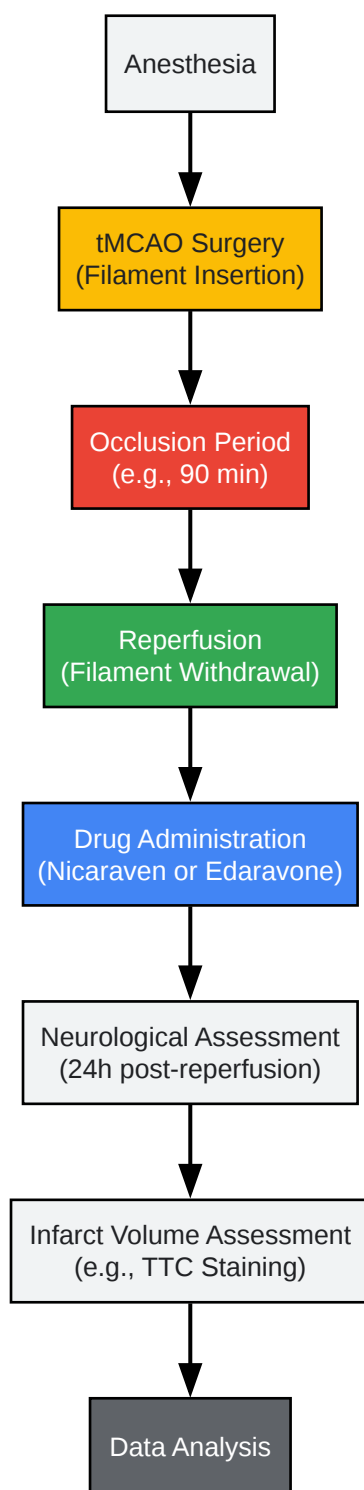 Anesthesia
tMCAO Surgery
(Filament Insertion)
Occlusion Period
(e.g., 90 min)
Reperfusion
(Filament Withdrawal)
Drug Administration
(Nicaraven or Edaravone)
Neurological Assessment
(24h post-reperfusion)
Infarct Volume Assessment
(e.g., TTC Staining)
Data Analysis